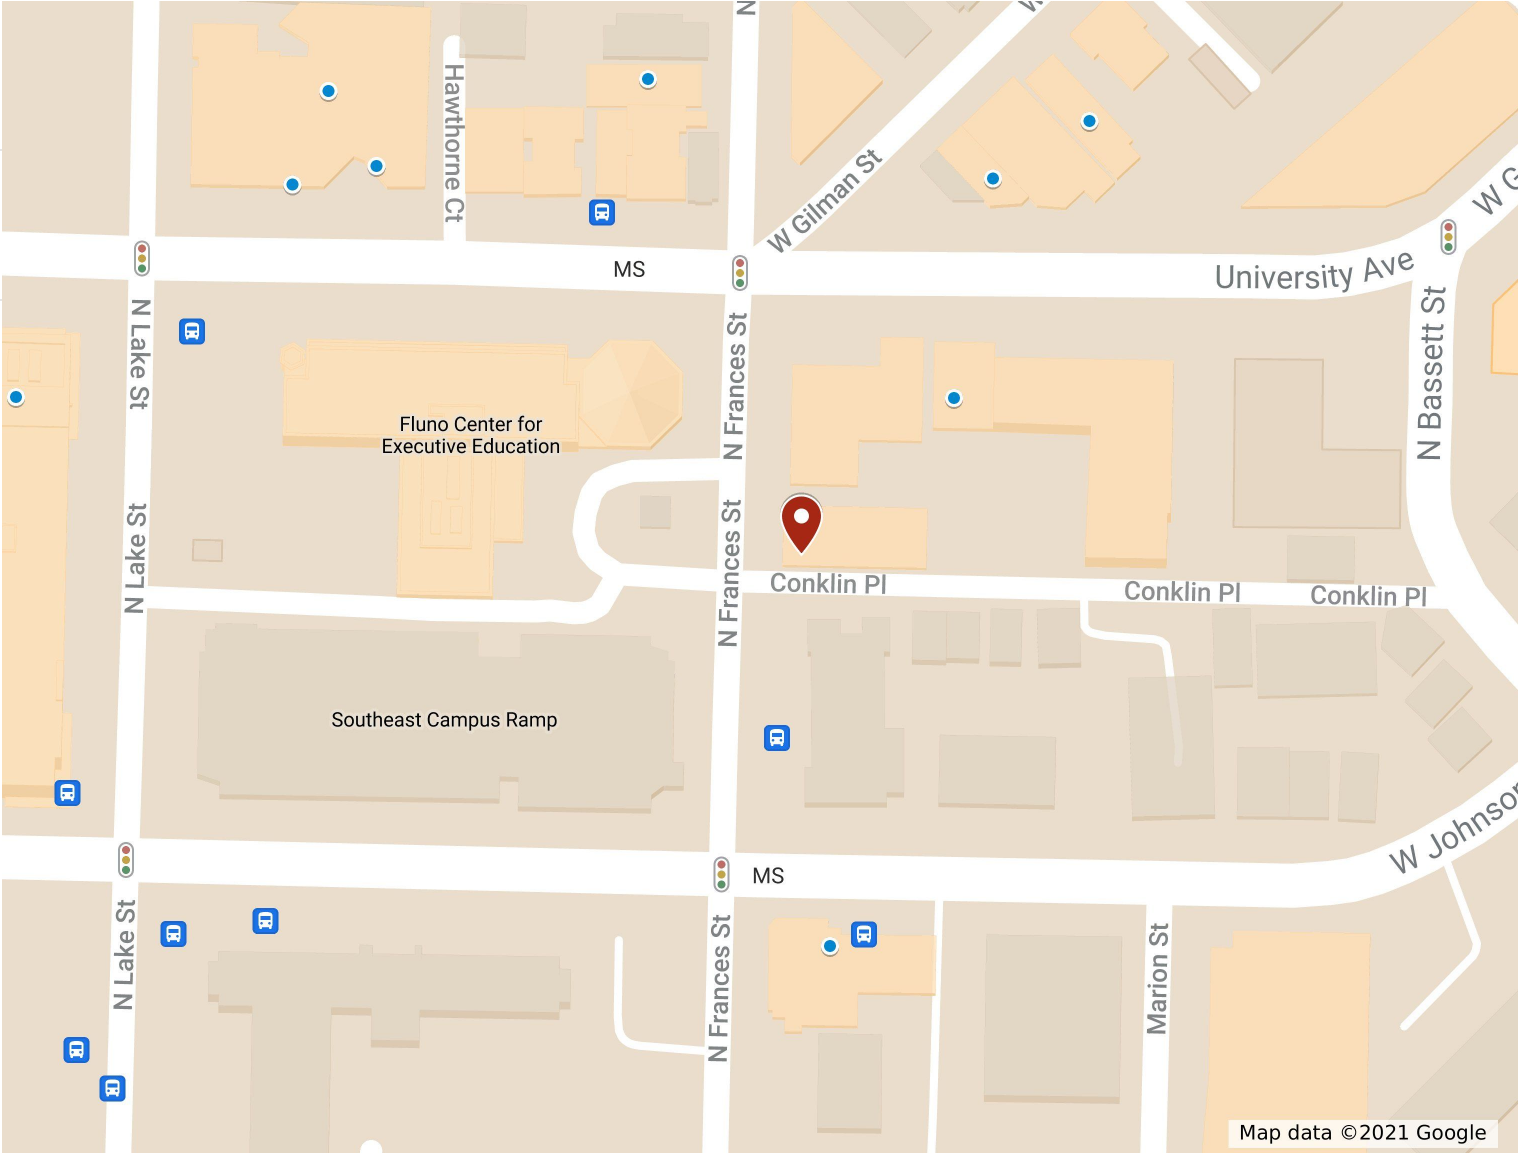 N
W
Hawthorne Ct
W Gilman St
W G
MS
University Ave
N Lake St
N Frances St
N Bassett St
Fluno Center for
Executive Education
N Lake St
N Frances St
Conklin Pl
Conklin Pl
Conklin Pl
Southeast Campus Ramp
W Johnson
MS
N Lake St
N Frances St
Marion St
Map data ©2021 Google